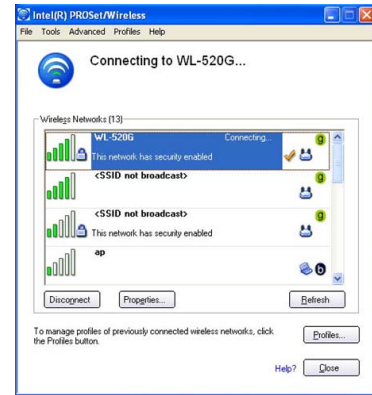 Intel(R) PROSet/Wireless
File Tools Advanced Profiles Help
Connecting to WL-520G...
Wireless Networks (13)
WL-520G Connecting... g
This network has security enabled
<SSID not broadcast> g
<SSID not broadcast> g
This network has security enabled
ap
b
Disconnect Properties... Refresh
To manage profiles of previously connected wireless networks, click
the Profiles button.
Profiles...
Help? Close